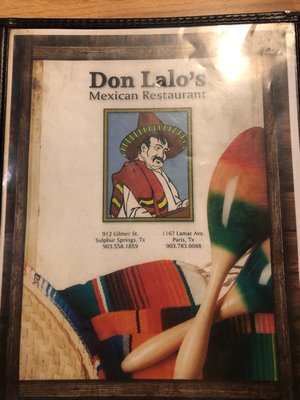 Don Lalo's
Mexican Restaurant
912 Gilmer St.
Sulphur Springs, Tx
903.558.1859
1167 Lamar Ave.
Paris, Tx
903.783.0088